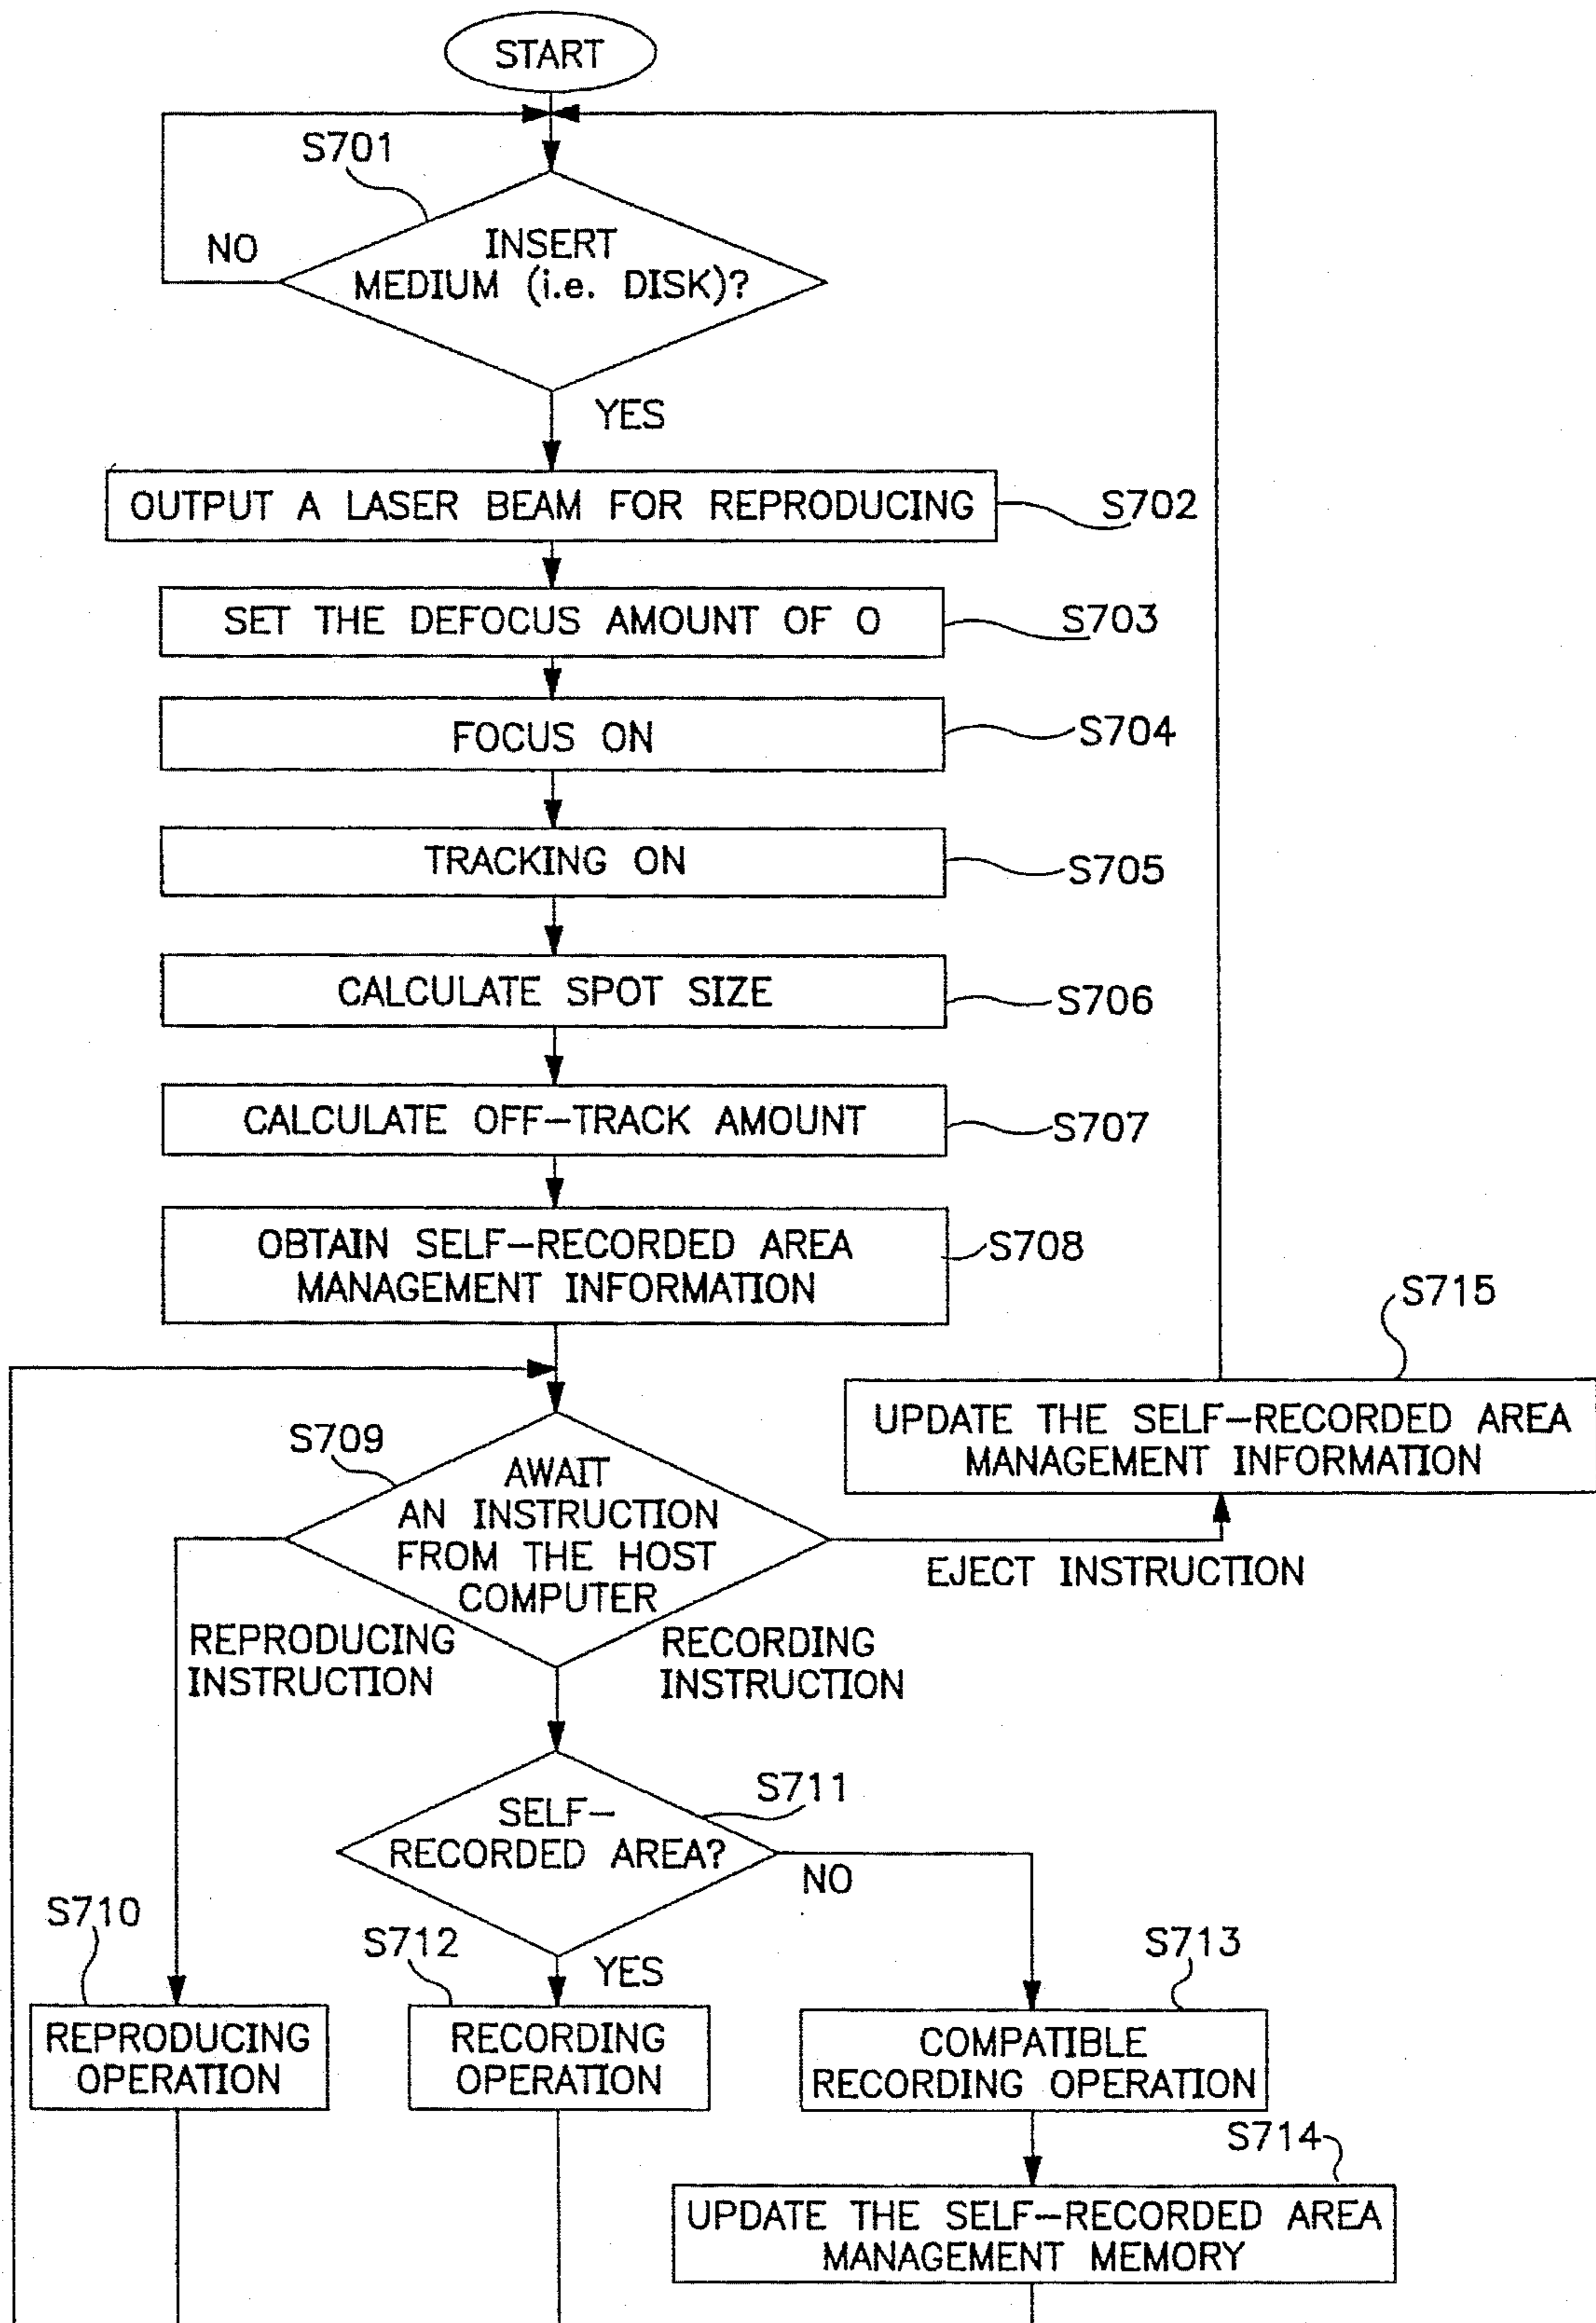 START
S701
NO
INSERT
MEDIUM (i.e. DISK)?
YES
OUTPUT A LASER BEAM FOR REPRODUCING
S702
SET THE DEFOCUS AMOUNT OF 0
S703
FOCUS ON
S704
TRACKING ON
S705
CALCULATE SPOT SIZE
S706
CALCULATE OFF-TRACK AMOUNT
S707
OBTAIN SELF-RECORDED AREA
MANAGEMENT INFORMATION
S708
S715
UPDATE THE SELF-RECORDED AREA
MANAGEMENT INFORMATION
S709
AWAIT
AN INSTRUCTION
FROM THE HOST
COMPUTER
EJECT INSTRUCTION
REPRODUCING
INSTRUCTION
RECORDING
INSTRUCTION
S711
SELF-
RECORDED AREA?
NO
S710
S712
YES
S713
REPRODUCING
OPERATION
RECORDING
OPERATION
COMPATIBLE
RECORDING OPERATION
S714
UPDATE THE SELF-RECORDED AREA
MANAGEMENT MEMORY